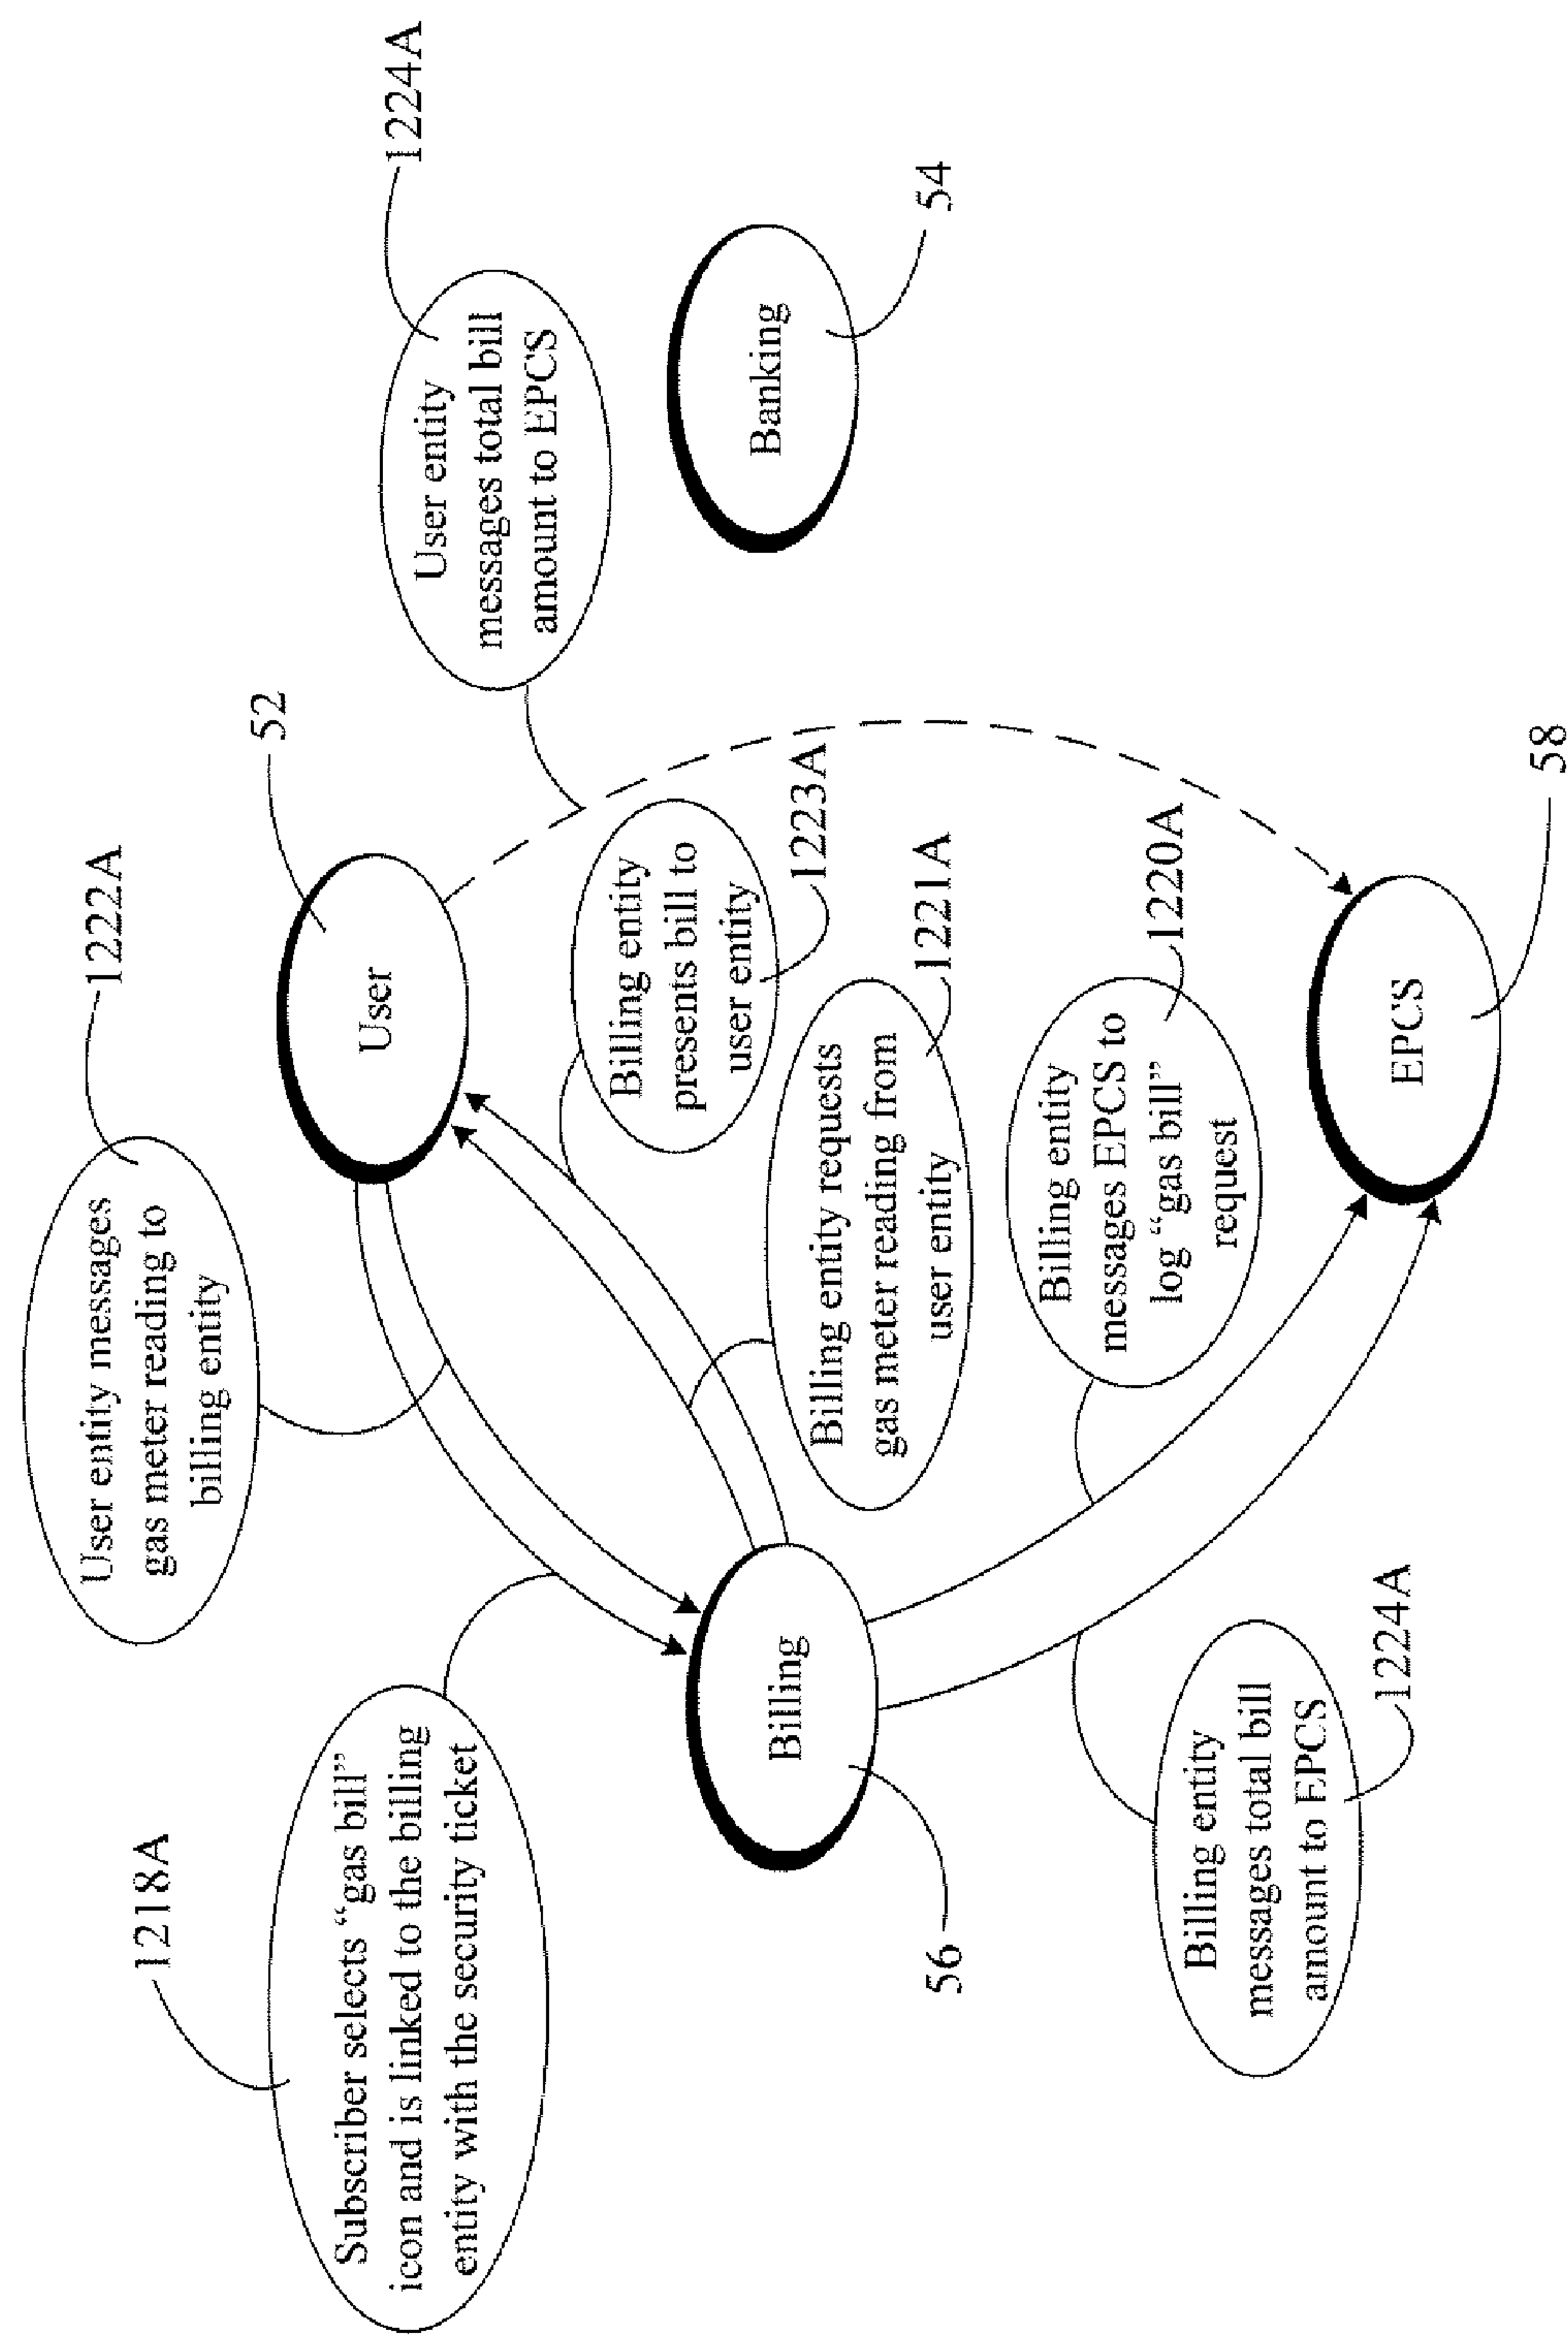 1222A
User entity messages
gas meter reading to
billing entity
1218A
Subscriber selects “gas bill”
icon and is linked to the billing
entity with the security ticket
52
User
1224A
User entity
messages total bill
amount to EPCS
Billing entity
presents bill to
user entity
1223A
Banking
54
Billing
56
Billing entity requests
gas meter reading from
user entity
1221A
Billing entity
messages EPCS to
log “gas bill”
request
1220A
Billing entity
messages total bill
amount to EPCS
1224A
EPCS
58